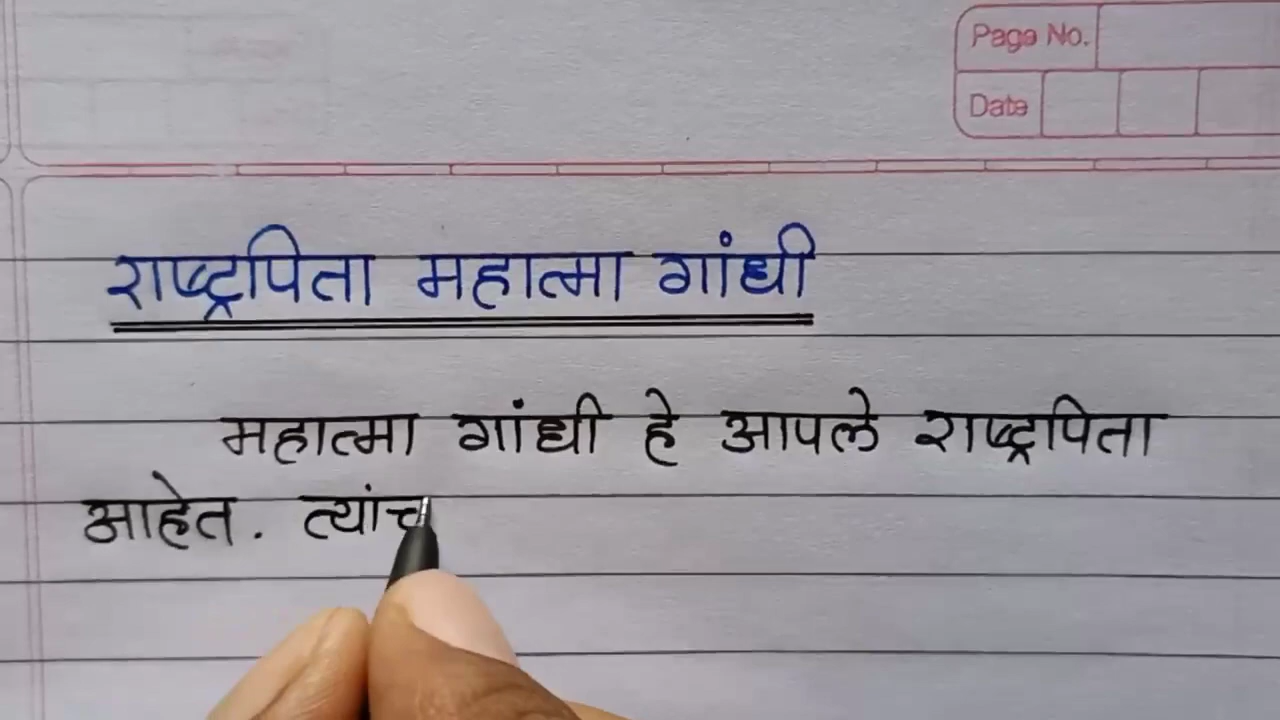 Page No.
Date
राष्ट्रपिता महात्मा गांधी
महात्मा गांधी हे आपले राष्ट्रपिता
आहेत. त्यांच